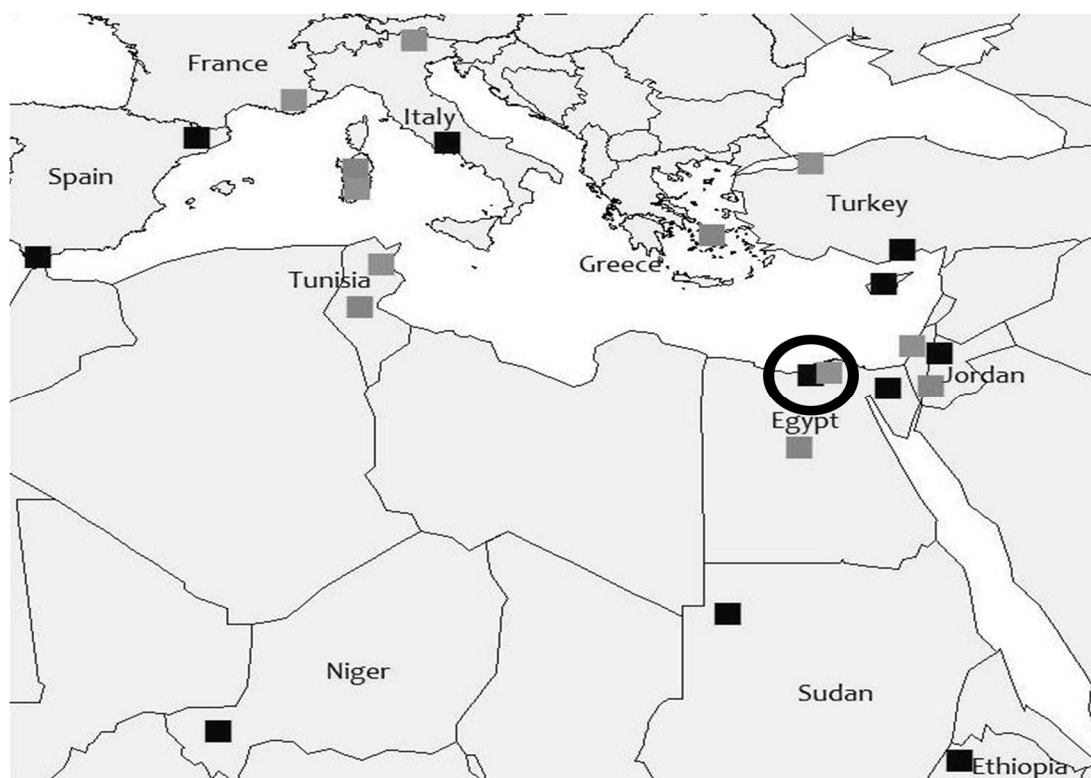 France
Italy
Spain
Turkey
Greece
Tunisia
Jordan
Egypt
Niger
Sudan
Ethiopia